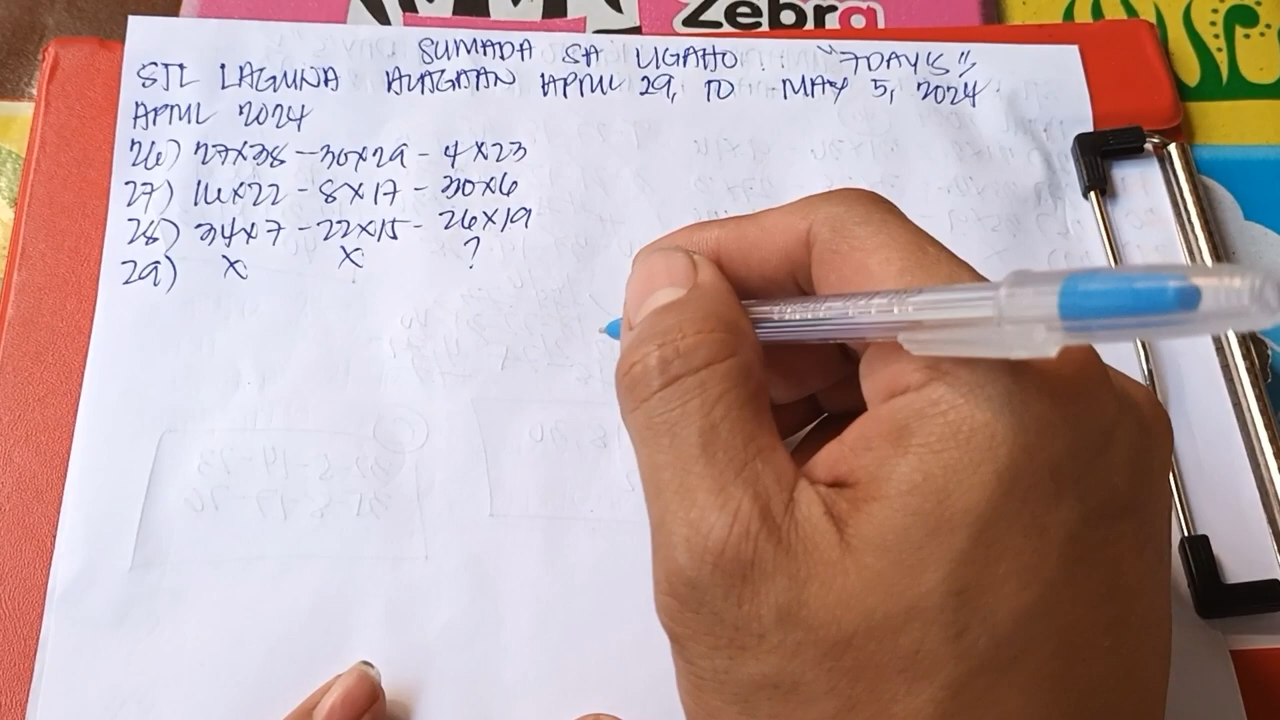 Zebra
SUMADA SA LIGAHO :. "7DAY'S"
STL LAGUNA ALAGAAN APRIL 29, TO MAY 5, 2024
APRIL 2024
26) 27x38 - 30x29 - 4x23
27) 16x22 - 8x17 - 30x6
28) 34x7 - 22x15 - 26x19
29) x x ?